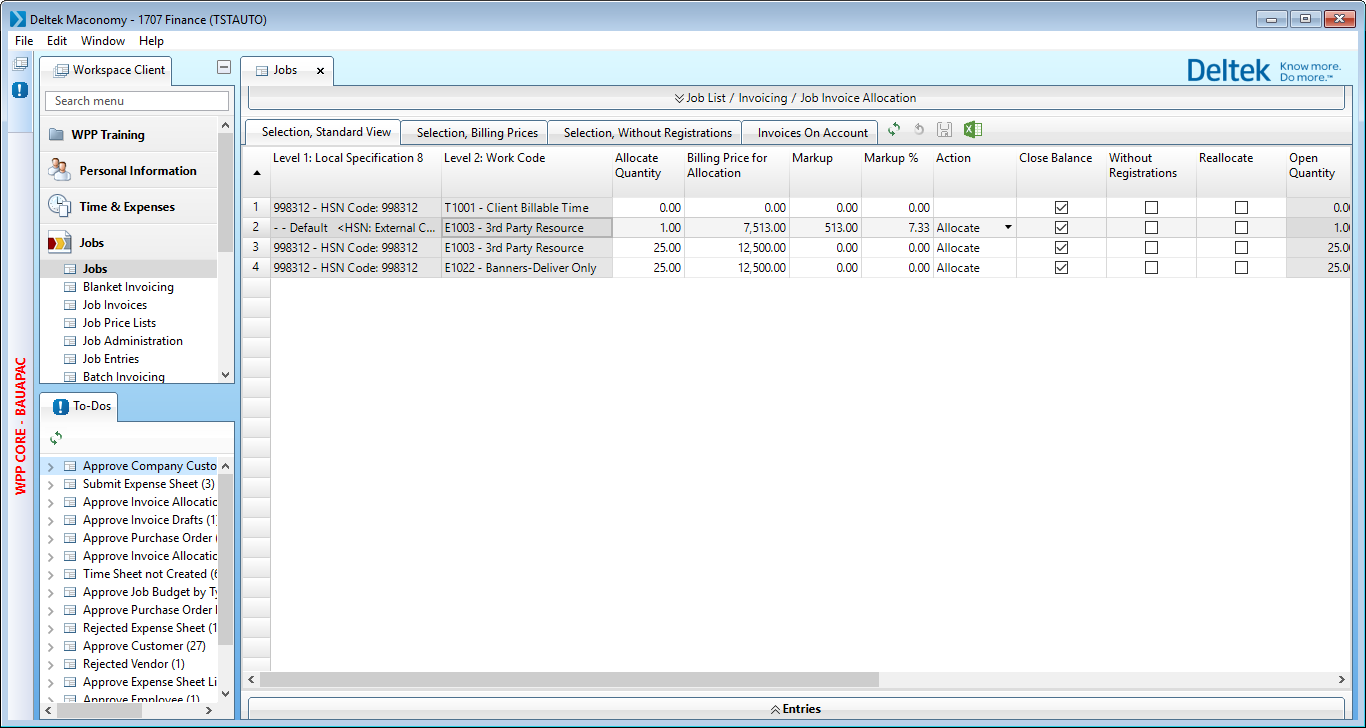 Deltek Maconomy - 1707 Finance (TSTAUTO)
File Edit Window Help
Workspace Client
Search menu
WPP Training
Personal Information
Time & Expenses
Jobs
Jobs
Blanket Invoicing
Job Invoices
Job Price Lists
Job Administration
Job Entries
Batch Invoicing
WPP CORE - BAUAPAC
To-Dos
Approve Company Custo
Submit Expense Sheet (3)
Approve Invoice Allocatio
Approve Invoice Drafts (1
Approve Purchase Order (
Approve Invoice Allocatio
Time Sheet not Created (6
Approve Job Budget by Ty
Approve Purchase Order
Rejected Expense Sheet (1
Approve Customer (27)
Rejected Vendor (1)
Approve Expense Sheet Li
Approve Employee (1)
Jobs x
Deltek Know more.
Do more.™
Job List / Invoicing / Job Invoice Allocation
Selection, Standard View Selection, Billing Prices Selection, Without Registrations Invoices On Account
Level 1: Local Specification 8 Level 2: Work Code Allocate Quantity Billing Price for Allocation Markup Markup % Action Close Balance Without Registrations Reallocate Open Quantity
1 998312 - HSN Code: 998312 T1001 - Client Billable Time 0.00 0.00 0.00 0.00 0.00
2 - - Default <HSN: External C... E1003 - 3rd Party Resource 1.00 7,513.00 513.00 7.33 Allocate 1.00
3 998312 - HSN Code: 998312 E1003 - 3rd Party Resource 25.00 12,500.00 0.00 0.00 Allocate 25.00
4 998312 - HSN Code: 998312 E1022 - Banners-Deliver Only 25.00 12,500.00 0.00 0.00 Allocate 25.00
Entries